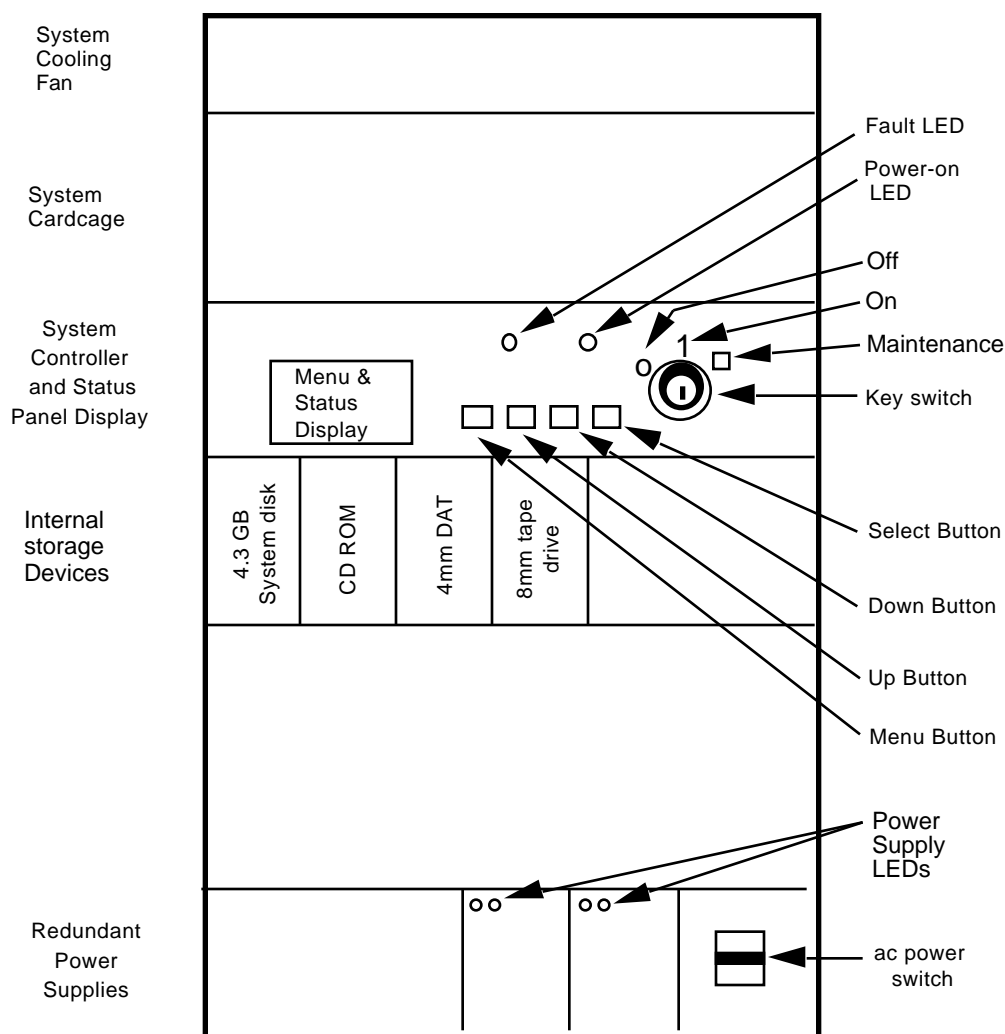 System
Cooling
Fan
System
Cardcage
System
Controller
and Status
Panel Display
Internal
storage
Devices
Redundant
Power
Supplies
Menu &
Status
Display
4.3 GB
System disk
CD ROM
4mm DAT
8mm tape
drive
O
1
Fault LED
Power-on
LED
Off
On
Maintenance
Key switch
Select Button
Down Button
Up Button
Menu Button
Power
Supply
LEDs
ac power
switch